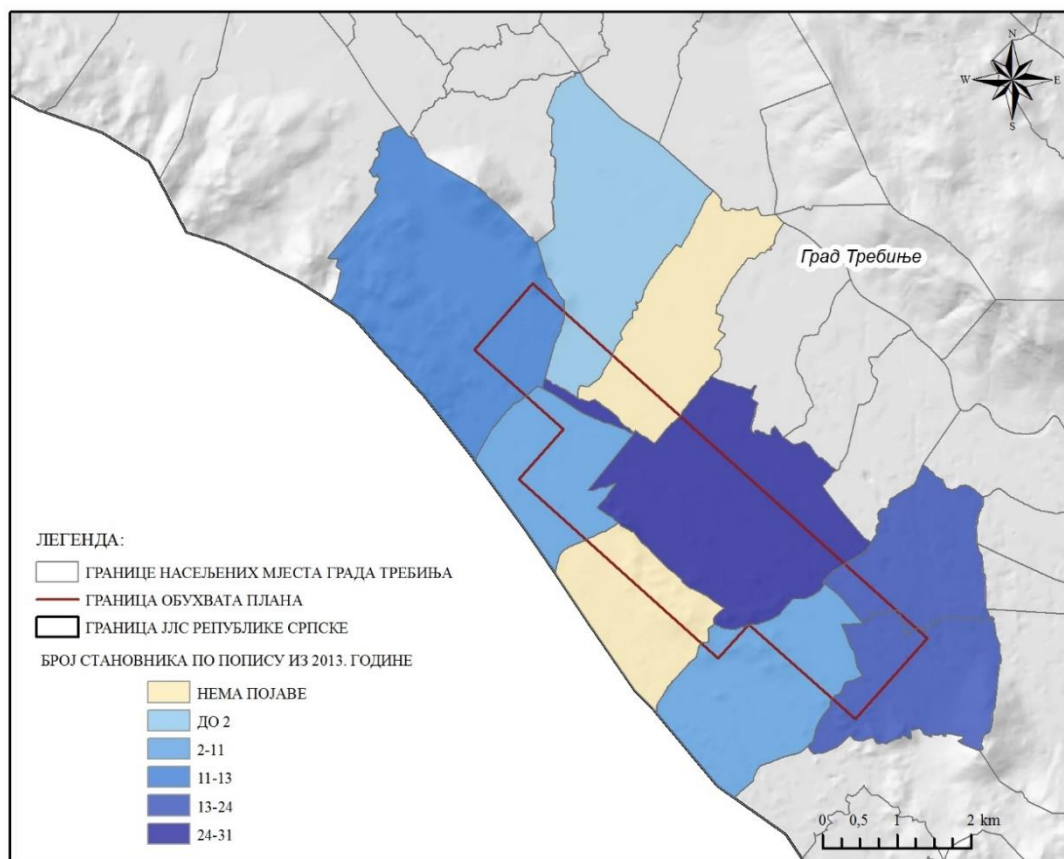 N
W E
S
Град Требиње
ЛЕГЕНДА:
ГРАНИЦЕ НАСЕЉЕНИХ МЈЕСТА ГРАДА ТРЕБИЊА
ГРАНИЦА ОБУХВАТА ПЛАНА
ГРАНИЦА ЈЛС РЕПУБЛИКЕ СРПСКЕ
БРОЈ СТАНОВНИКА ПО ПОПИСУ ИЗ 2013. ГОДИНЕ
НЕМА ПОЈАВЕ
ДО 2
2-11
11-13
13-24
24-31
0 0,5 1 2 km